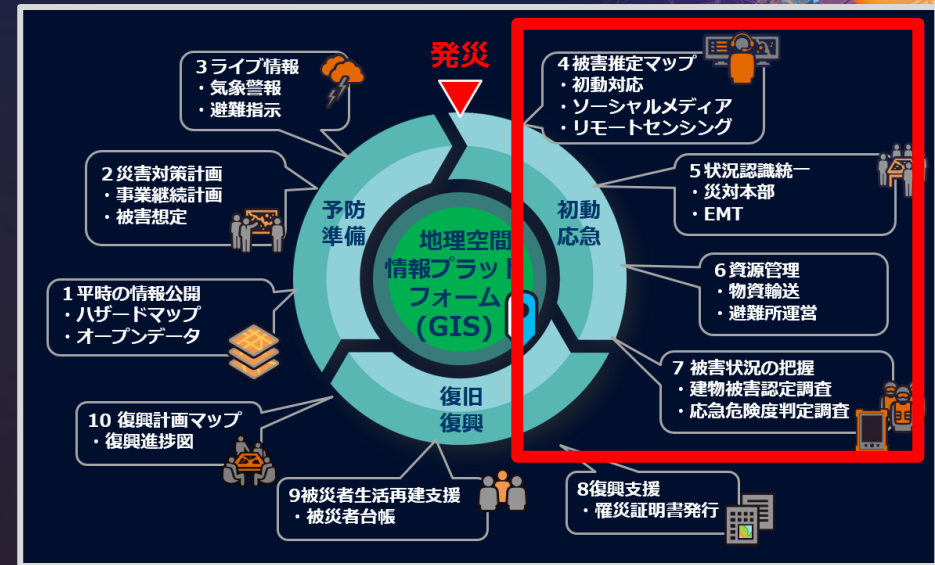 発災
3ライブ情報
・気象警報
・避難指示
4被害推定マップ
・初動対応
・ソーシャルメディア
・リモートセンシング
2災害対策計画
・事業継続計画
・被害想定
5状況認識統一
・災対本部
・EMT
予防
準備
初動
応急
地理空間
情報プラット
フォーム
(GIS)
1平時の情報公開
・ハザードマップ
・オープンデータ
6資源管理
・物資輸送
・避難所運営
7 被害状況の把握
・建物被害認定調査
・応急危険度判定調査
復旧
復興
10 復興計画マップ
・復興進捗図
9被災者生活再建支援
・被災者台帳
8復興支援
・罹災証明書発行